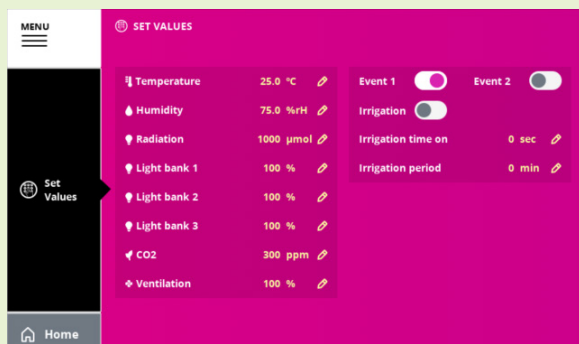 MENU
SET VALUES
Temperature 25.0 °C
Humidity 75.0 %rH
Radiation 1000 µmol
Light bank 1 100 %
Light bank 2 100 %
Light bank 3 100 %
CO2 300 ppm
Ventilation 100 %
Event 1 Event 2
Irrigation
Irrigation time on 0 sec
Irrigation period 0 min
Set
Values
Home